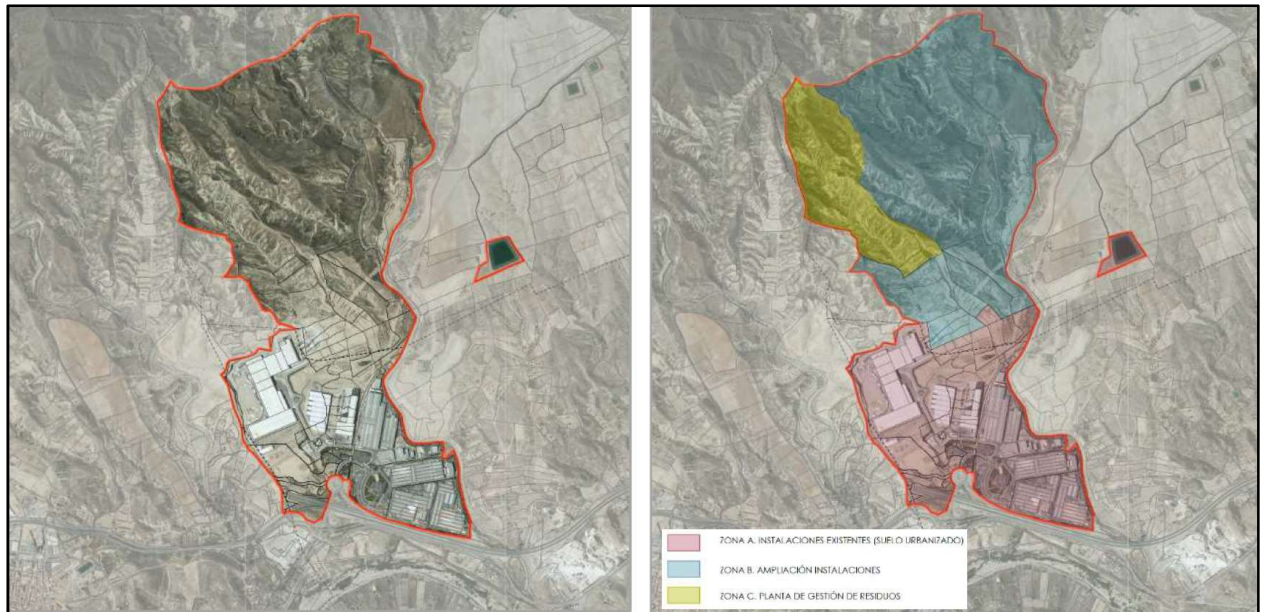 ZONA A. INSTALACIONES EXISTENTES (SUELO URBANIZADO)
ZONA B. AMPLIACIÓN INSTALACIONES
ZONA C. PLANTA DE GESTIÓN DE RESIDUOS